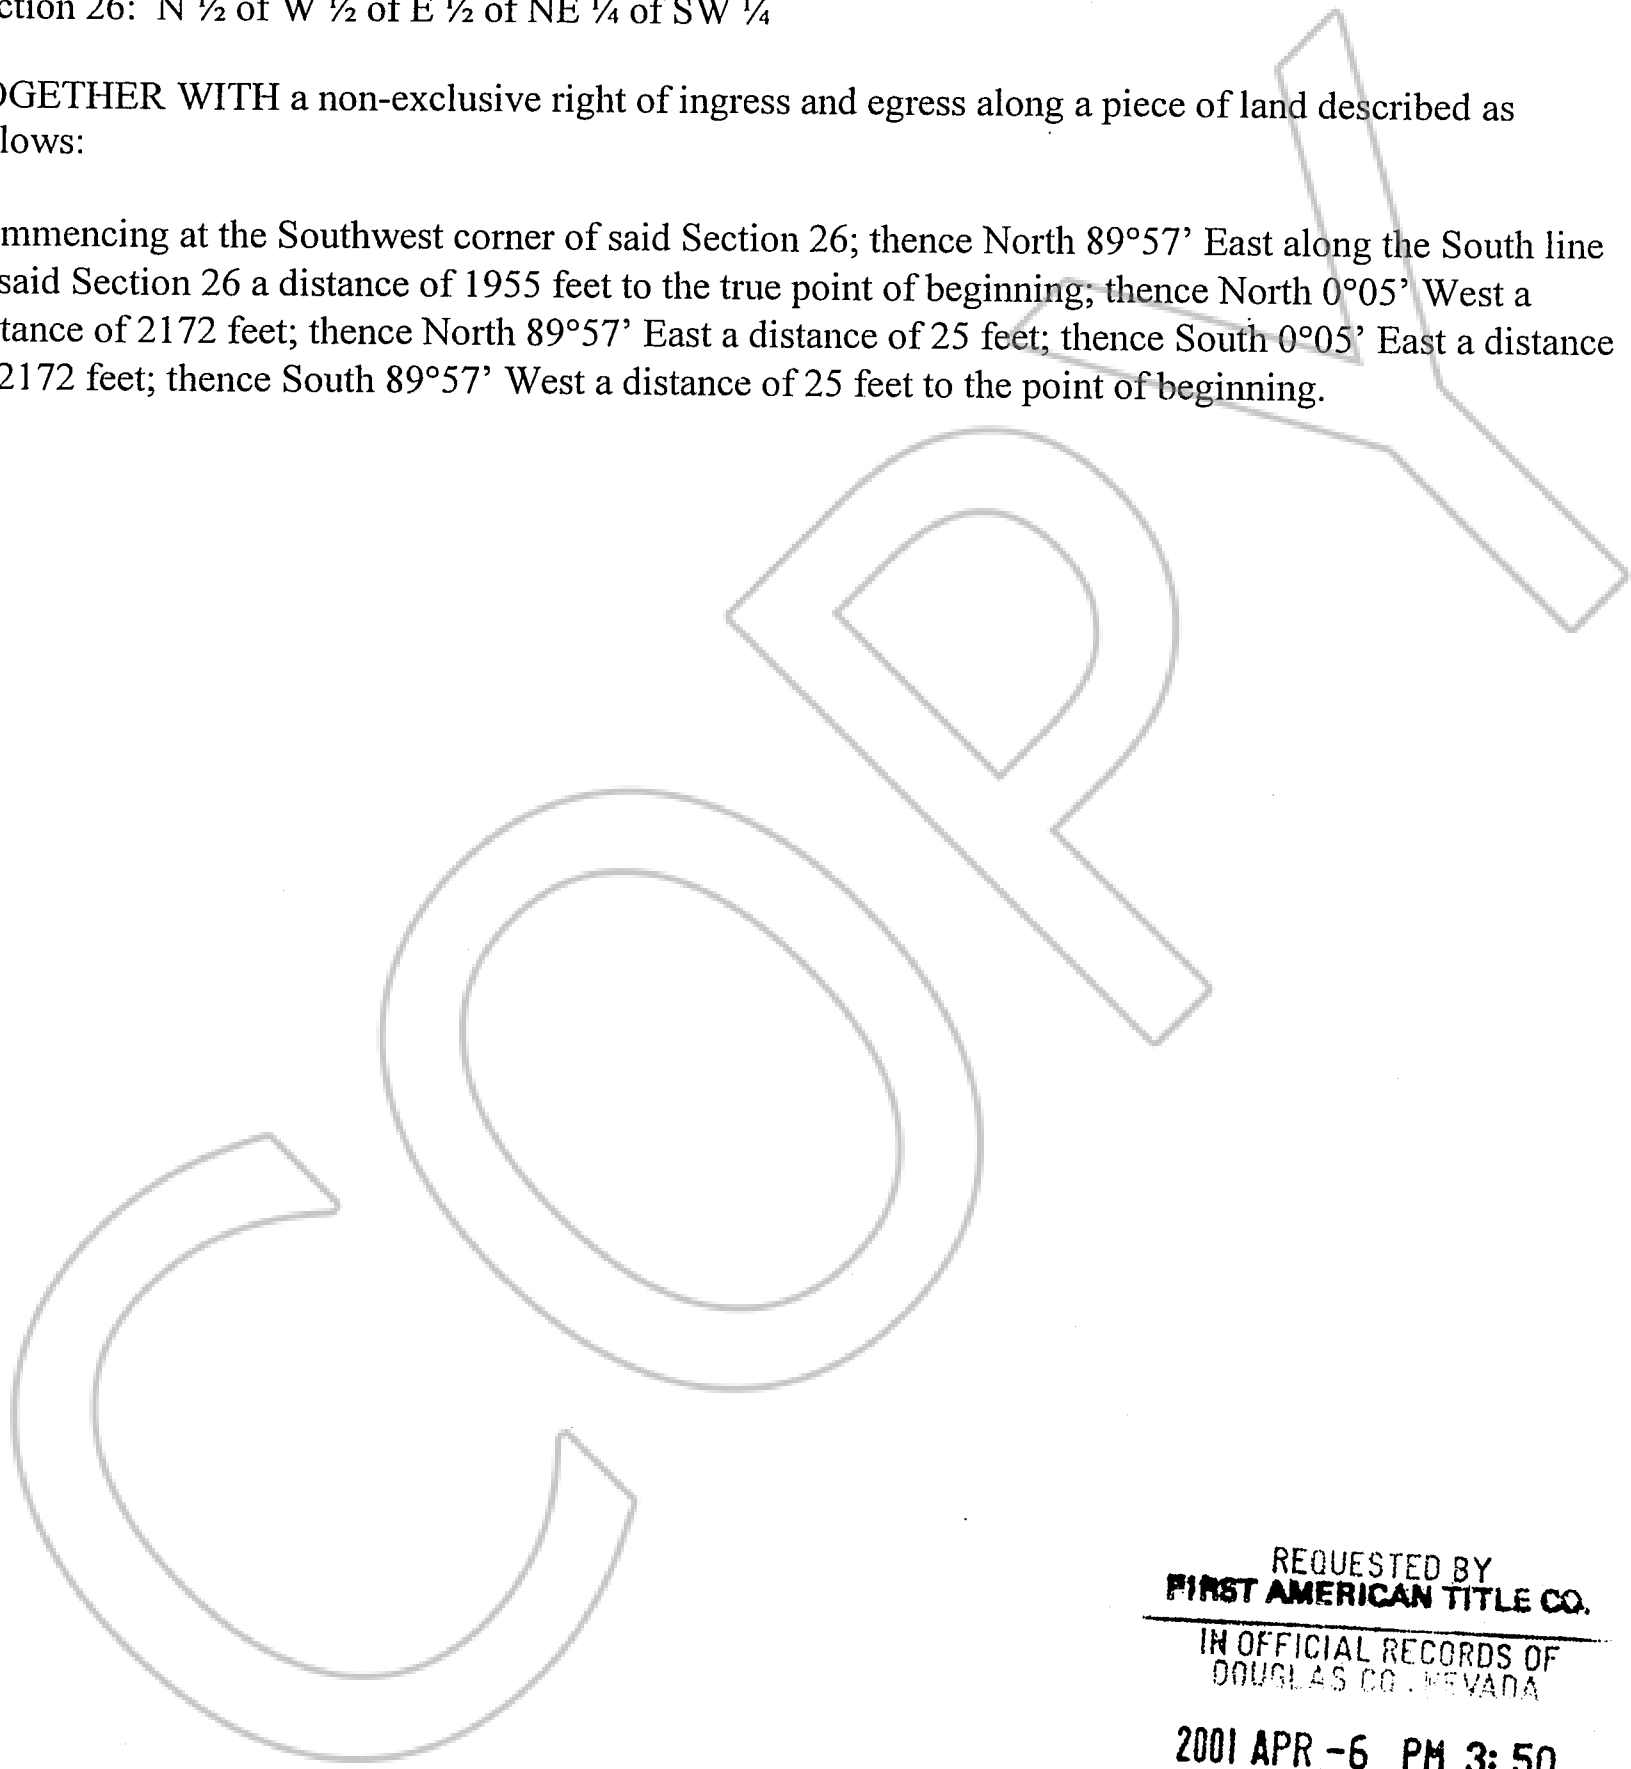 ction 26: N ½ of W ½ of E ½ of NE ¼ of SW ¼
OGETHER WITH a non-exclusive right of ingress and egress along a piece of land described as
lows:
mmencing at the Southwest corner of said Section 26; thence North 89°57’ East along the South line
said Section 26 a distance of 1955 feet to the true point of beginning; thence North 0°05’ West a
tance of 2172 feet; thence North 89°57’ East a distance of 25 feet; thence South 0°05’ East a distance
2172 feet; thence South 89°57’ West a distance of 25 feet to the point of beginning.
COPY
REQUESTED BY
FIRST AMERICAN TITLE CO.
IN OFFICIAL RECORDS OF
DOUGLAS CO. NEVADA
2001 APR -6 PM 3: 50